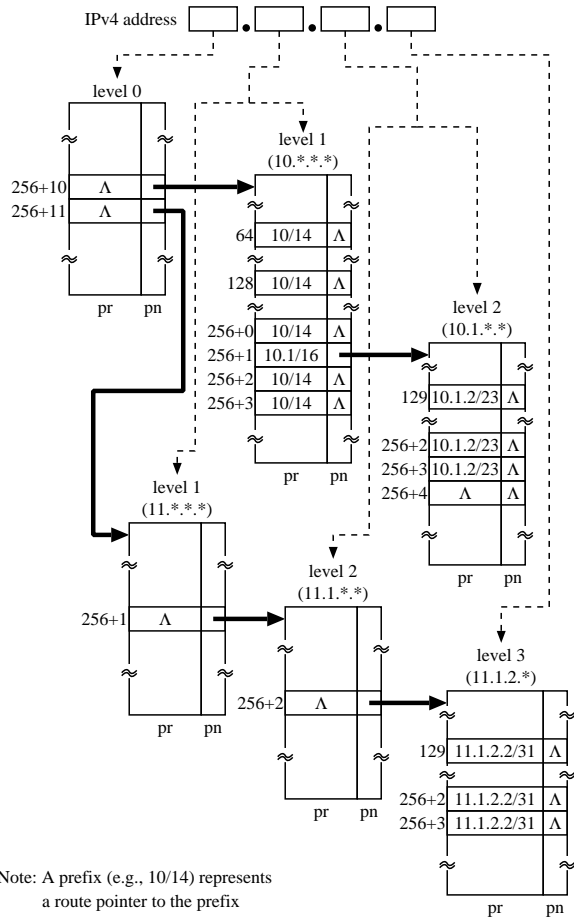 IPv4 address . . .
level 0
256+10 Λ
256+11 Λ
pr pn
level 1
(10.*.*.*)
64 10/14 Λ
128 10/14 Λ
256+0 10/14 Λ
256+1 10.1/16
256+2 10/14 Λ
256+3 10/14 Λ
pr pn
level 2
(10.1.*.*)
129 10.1.2/23 Λ
256+2 10.1.2/23 Λ
256+3 10.1.2/23 Λ
256+4 Λ Λ
pr pn
level 1
(11.*.*.*)
256+1 Λ
pr pn
level 2
(11.1.*.*)
256+2 Λ
pr pn
level 3
(11.1.2.*)
129 11.1.2.2/31 Λ
256+2 11.1.2.2/31 Λ
256+3 11.1.2.2/31 Λ
pr pn
Note: A prefix (e.g., 10/14) represents
a route pointer to the prefix